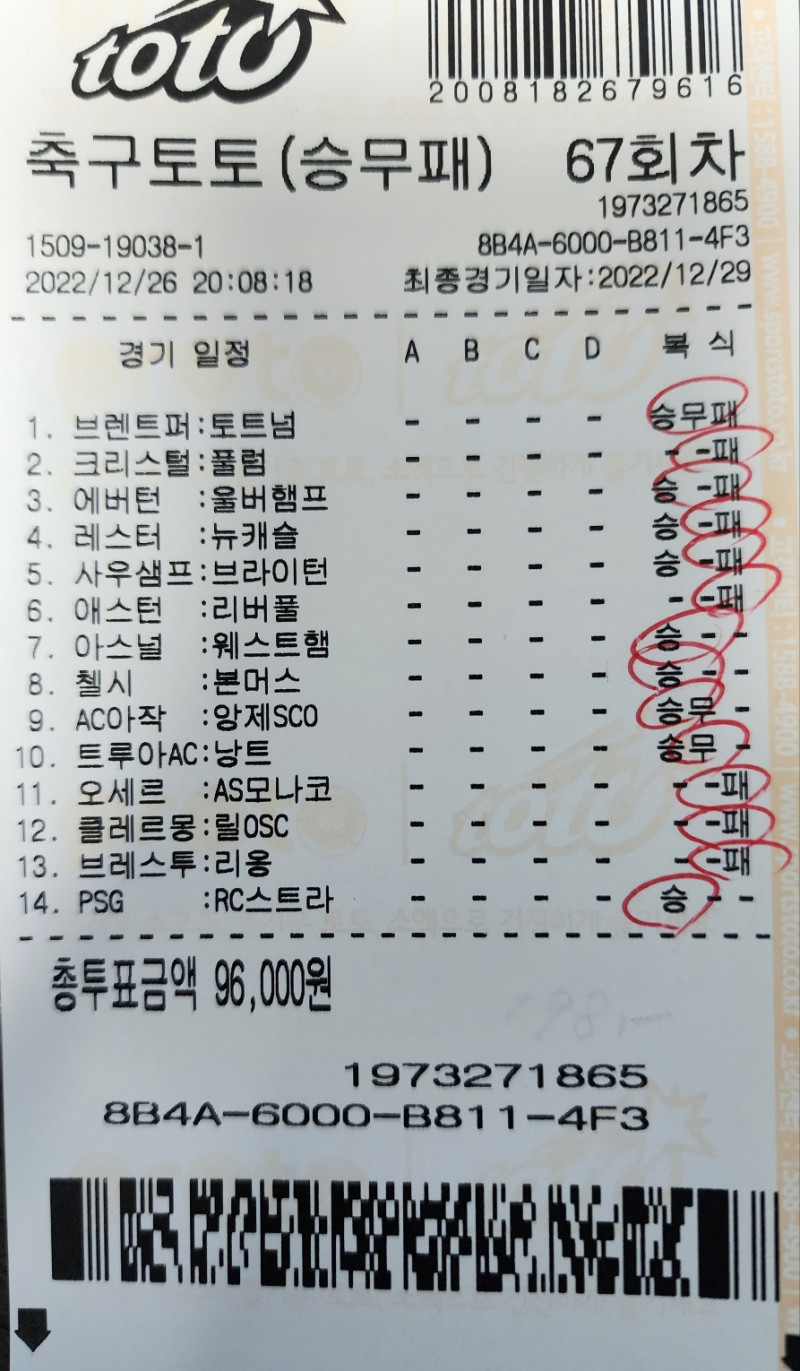 toto
2008182679616
축구토토(승무패) 67회차
1973271865
1509-19038-1 8B4A-6000-B811-4F3
2022/12/26 20:08:18 최종경기일자:2022/12/29
경기 일정 A B C D 복 식
1. 브렌트퍼:토트넘 - - - - 승무패
2. 크리스털:풀럼 - - - - - -패
3. 에버턴 :울버햄프 - - - - 승 -패
4. 레스터 :뉴캐슬 - - - - 승 -패
5. 사우샘프:브라이턴 - - - - 승 -패
6. 애스턴 :리버풀 - - - - - -패
7. 아스널 :웨스트햄 - - - - 승 - -
8. 첼시 :본머스 - - - - 승 - -
9. AC아작 :앙제SCO - - - - 승무 -
10. 트루아AC:낭트 - - - - 승무 -
11. 오세르 :AS모나코 - - - - - -패
12. 클레르몽:릴OSC - - - - - -패
13. 브레스투:리옹 - - - - - -패
14. PSG :RC스트라 - - - - 승 - -
총투표금액 96,000원
1973271865
8B4A-6000-B811-4F3
1588-4900 | www.sportstoto.co.kr